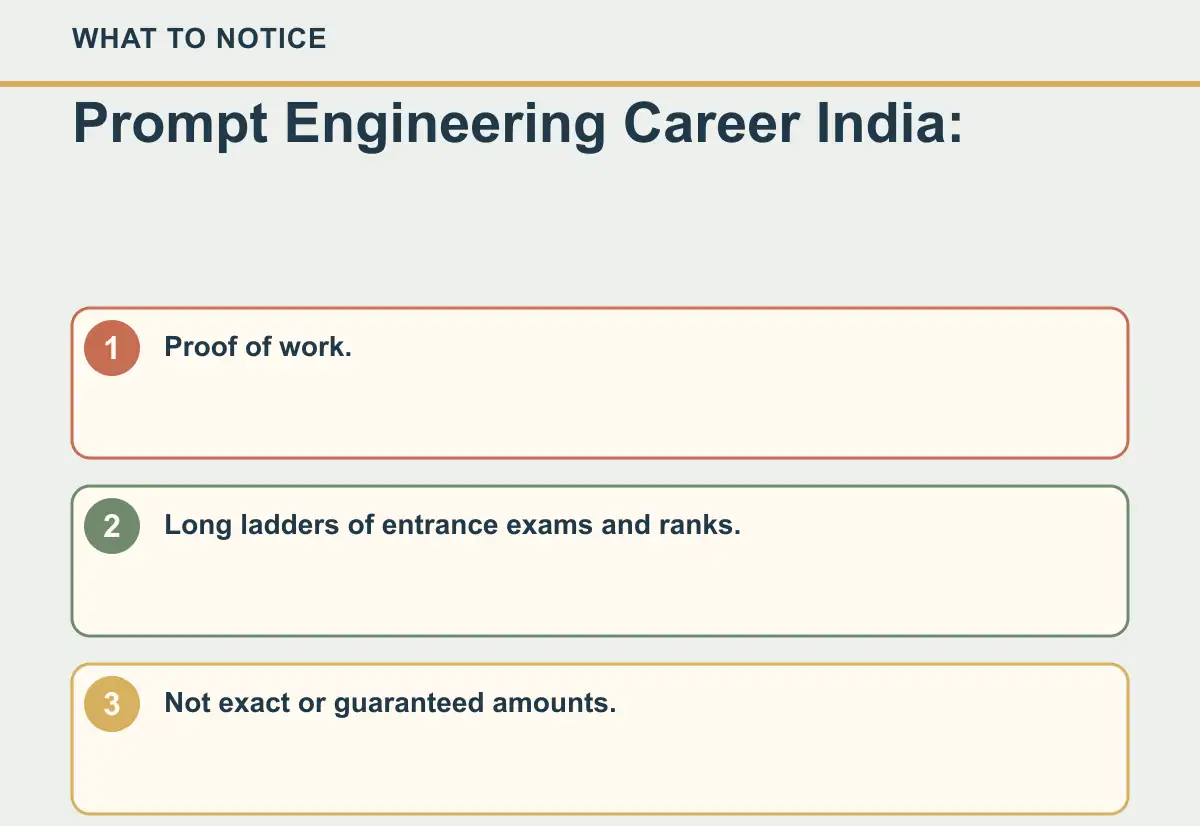 WHAT TO NOTICE
Prompt Engineering Career India:
1 Proof of work.
2 Long ladders of entrance exams and ranks.
3 Not exact or guaranteed amounts.